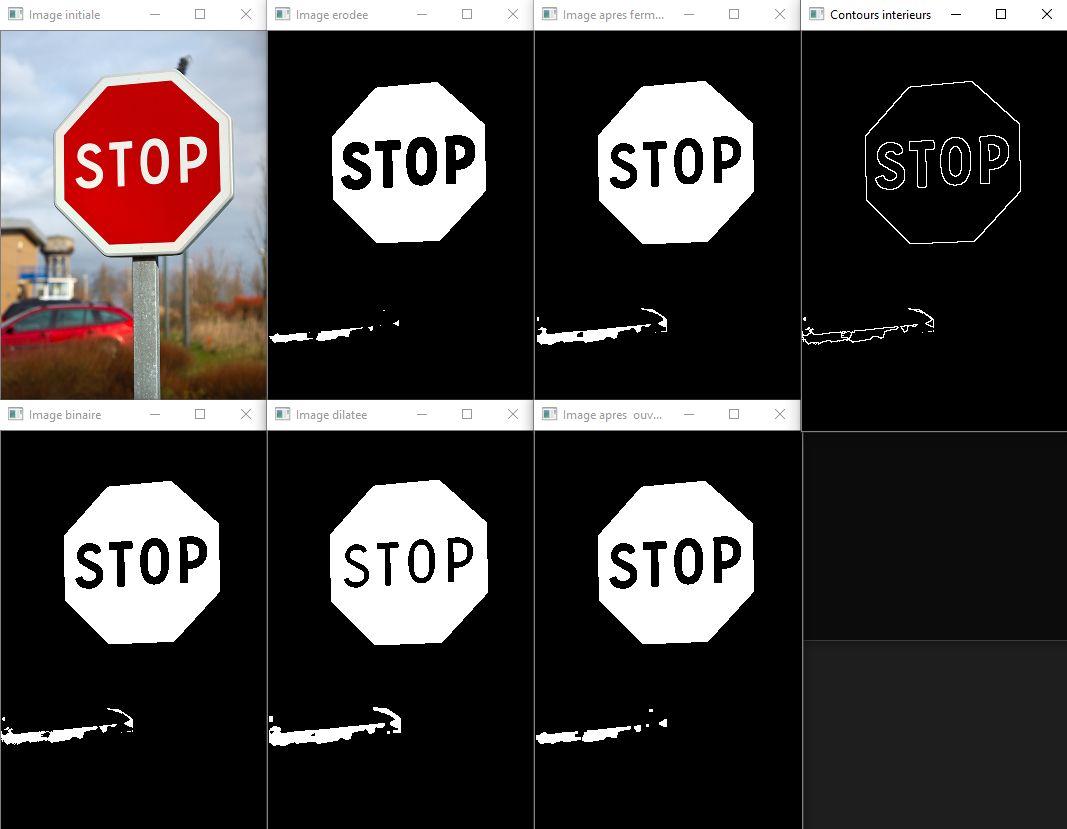 Image initiale
Image erodee
Image apres ferm...
Contours interieurs
STOP
STOP
STOP
STOP
Image binaire
Image dilatee
Image apres  ouv...
STOP
STOP
STOP